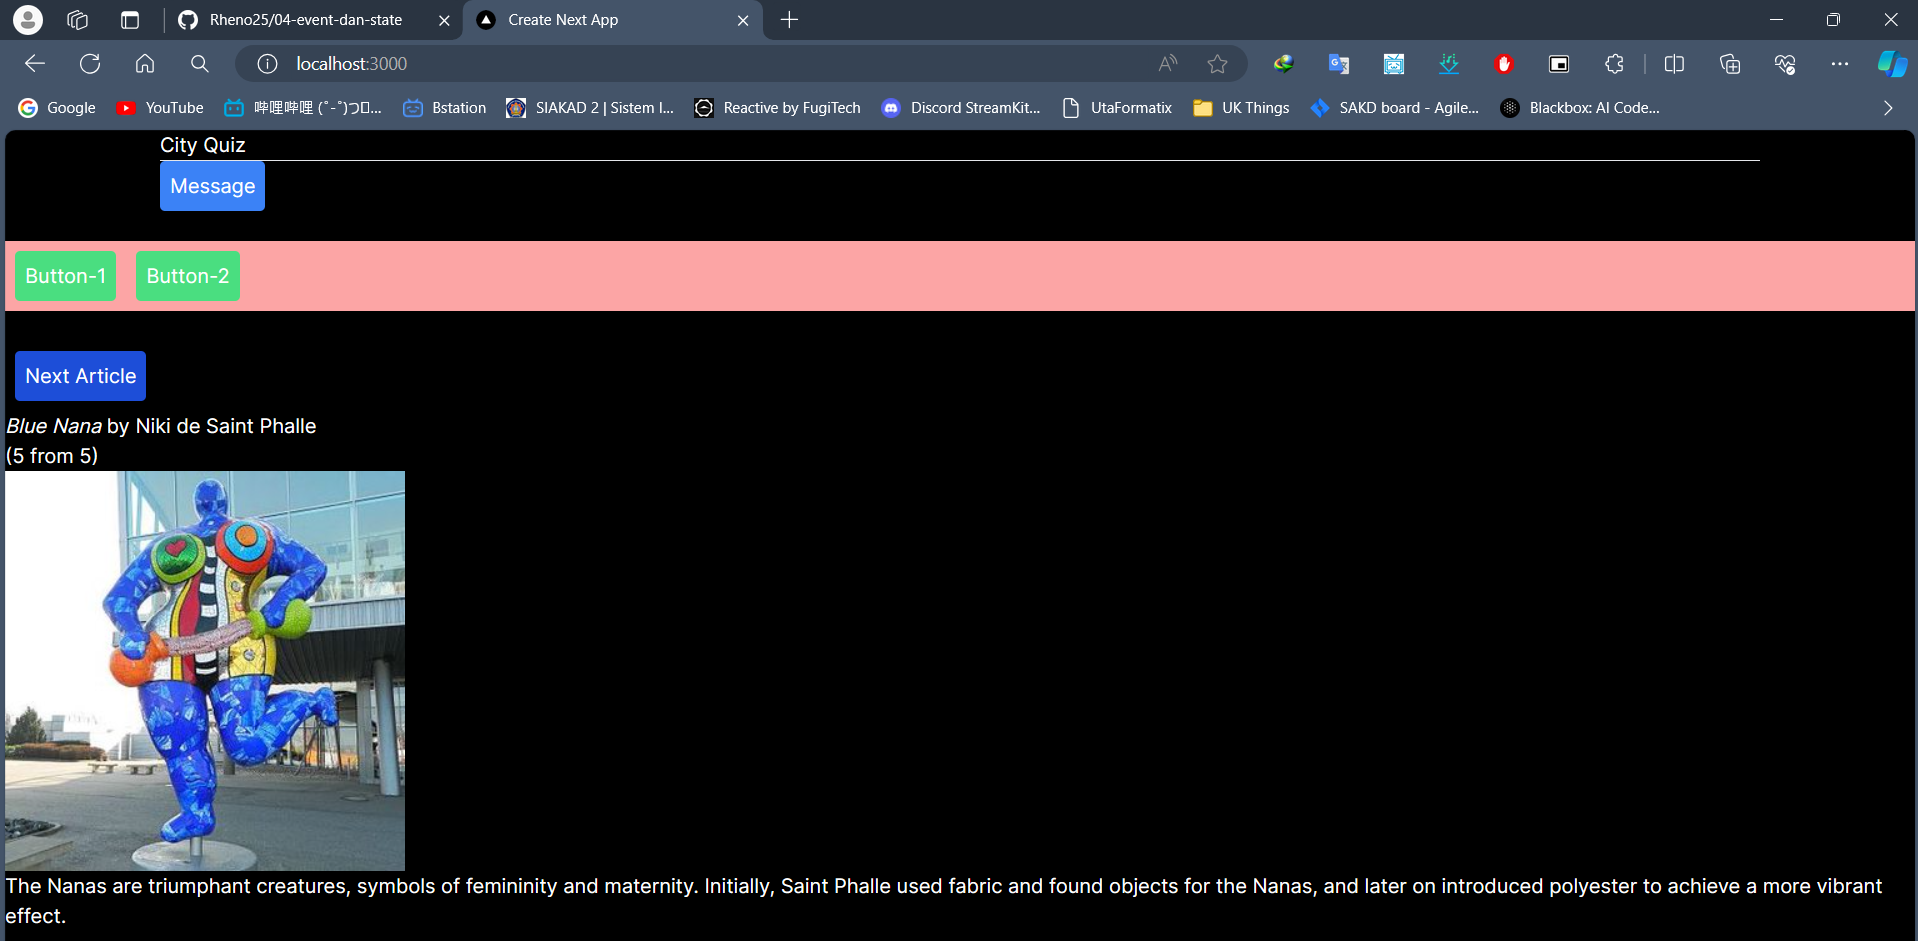 Rheno25/04-event-dan-state
Create Next App
localhost:3000
Google
YouTube
哔哩哔哩 (゜-゜)つロ...
Bstation
SIAKAD 2 | Sistem I...
Reactive by FugiTech
Discord StreamKit...
UtaFormatix
UK Things
SAKD board - Agile...
Blackbox: AI Code...
City Quiz
Message
Button-1
Button-2
Next Article
Blue Nana by Niki de Saint Phalle
(5 from 5)
The Nanas are triumphant creatures, symbols of femininity and maternity. Initially, Saint Phalle used fabric and found objects for the Nanas, and later on introduced polyester to achieve a more vibrant
effect.